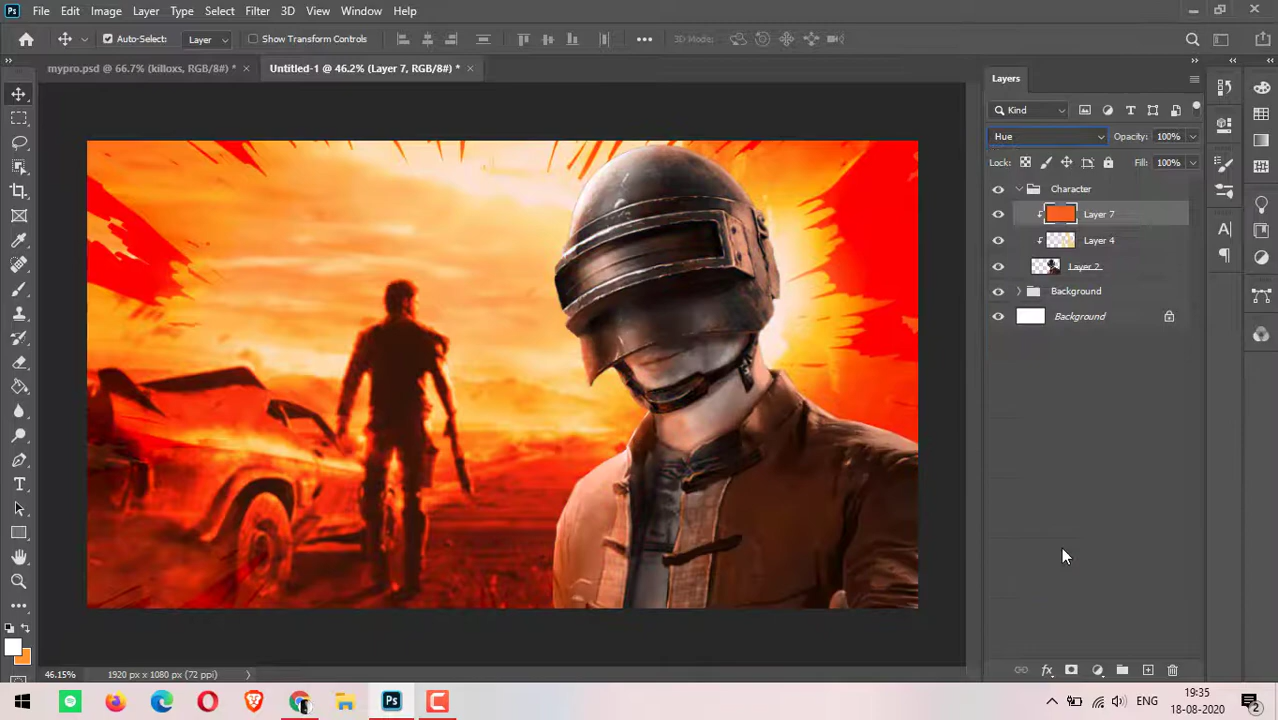 Ps File Edit Image Layer Type Select Filter 3D View Window Help
Auto-Select: Layer Show Transform Controls 3D Mode:
mypro.psd @ 66.7% (killoxs, RGB/8#) * × Untitled-1 @ 46.2% (Layer 7, RGB/8#) * ×
Layers
Kind
Hue Opacity: 100%
Lock: Fill: 100%
Character
Layer 7
Layer 4
Layer 2
Background
Background
46.15% 1920 px x 1080 px (72 ppi)
Ps ENG 19:35
18-08-2020 2